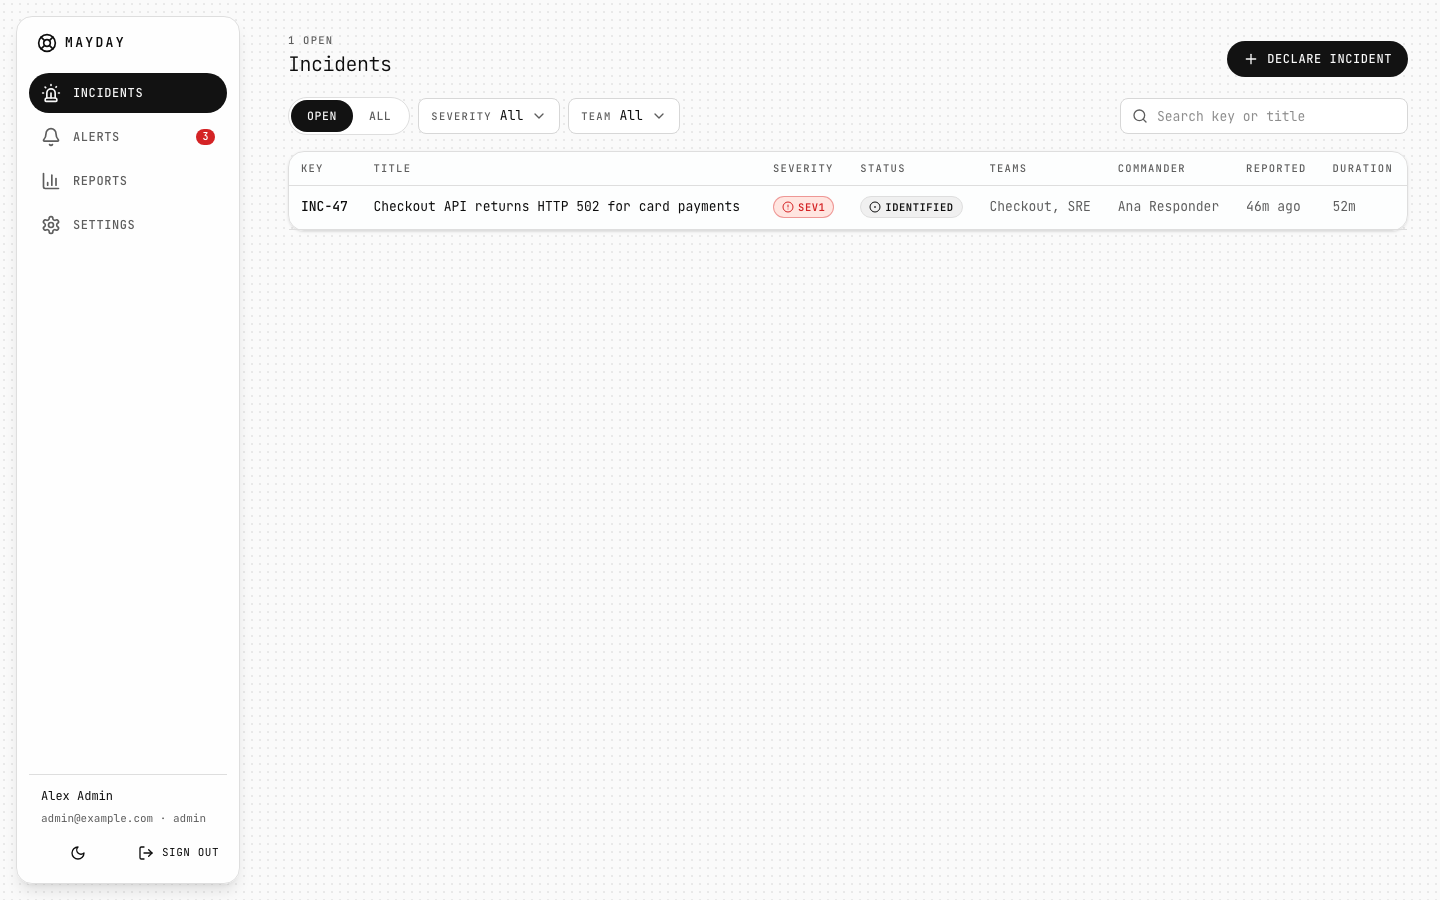 MAYDAY
INCIDENTS
ALERTS 3
REPORTS
SETTINGS
Alex Admin
admin@example.com · admin
SIGN OUT
1 OPEN
Incidents
DECLARE INCIDENT
OPEN ALL SEVERITY All TEAM All Search key or title
KEY TITLE SEVERITY STATUS TEAMS COMMANDER REPORTED DURATION
INC-47 Checkout API returns HTTP 502 for card payments SEV1 IDENTIFIED Checkout, SRE Ana Responder 46m ago 52m